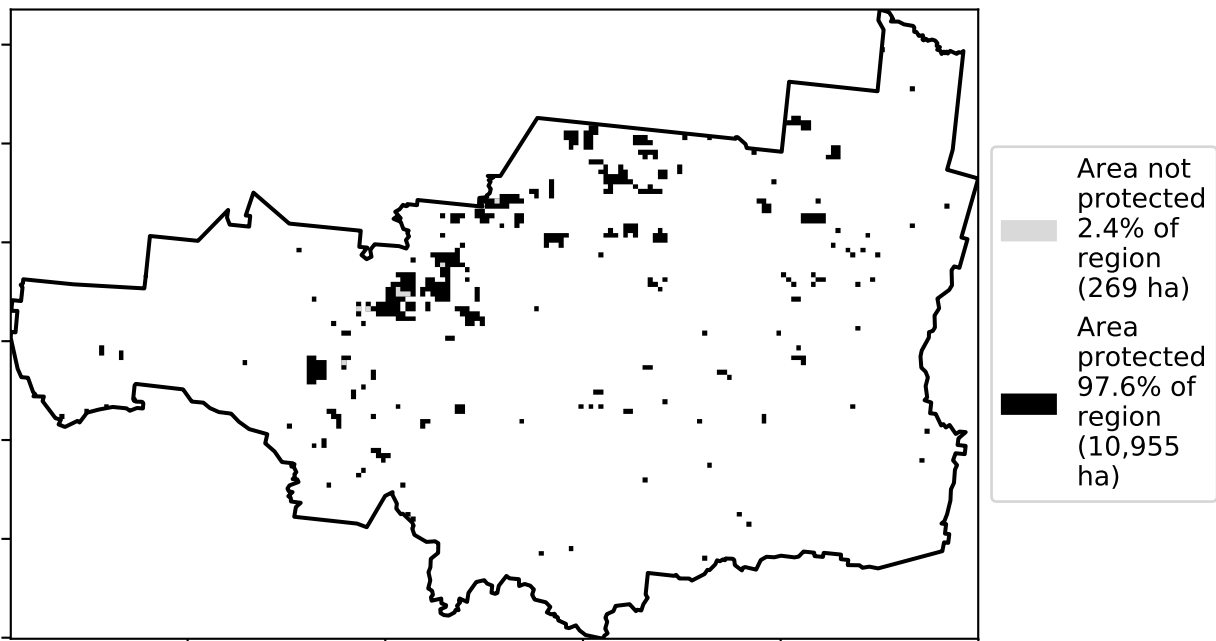 Area not
protected
2.4% of
region
(269 ha)
Area
protected
97.6% of
region
(10,955
ha)